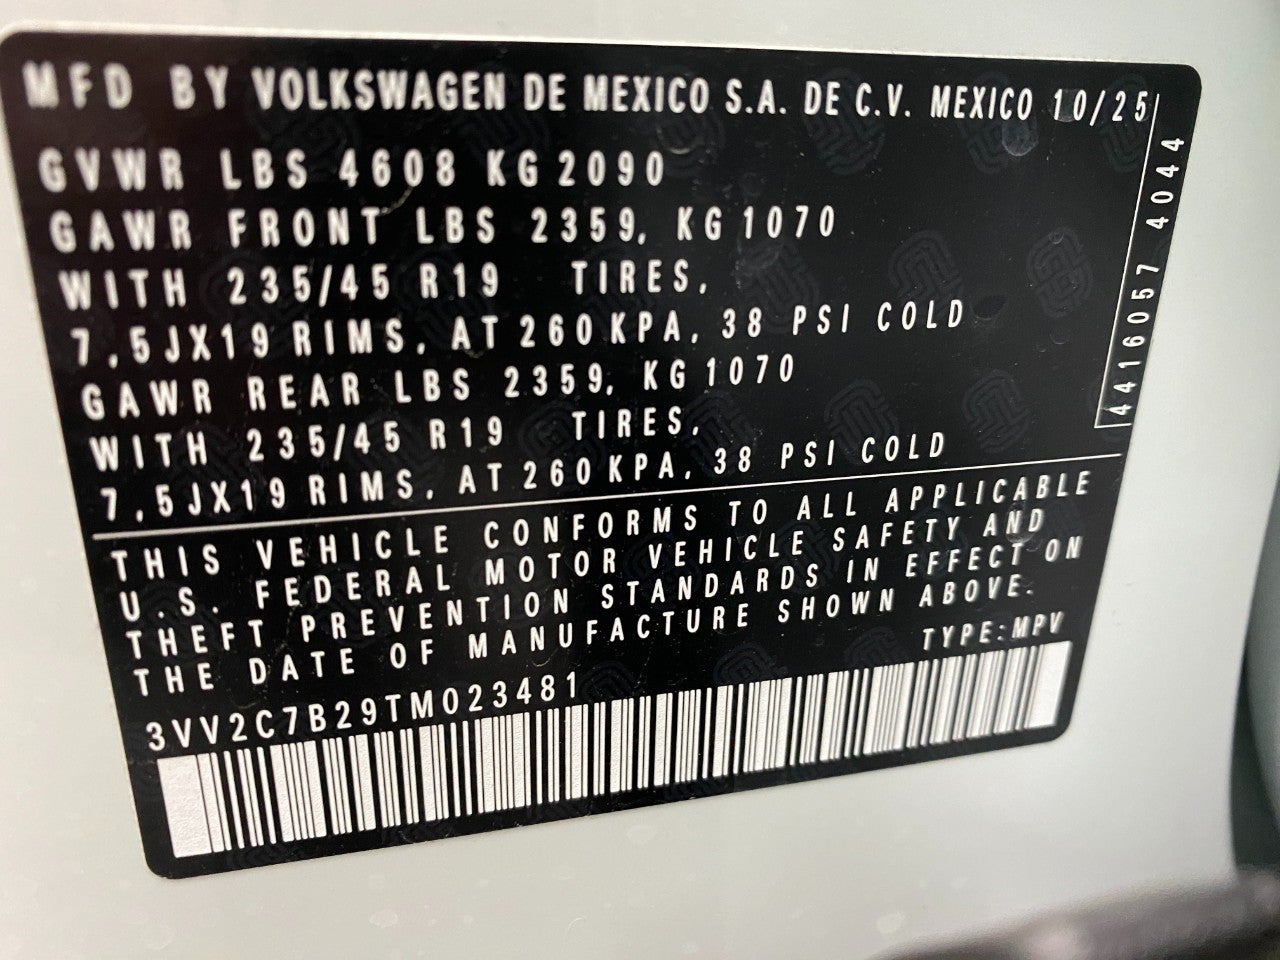 MFD BY VOLKSWAGEN DE MEXICO S.A. DE C.V. MEXICO 10/25
GVWR LBS 4608 KG 2090
GAWR FRONT LBS 2359, KG 1070
WITH 235/45 R19 TIRES,
7,5JX19 RIMS, AT 260 KPA, 38 PSI COLD
GAWR REAR LBS 2359, KG 1070
WITH 235/45 R19 TIRES,
7,5JX19 RIMS, AT 260 KPA, 38 PSI COLD
4416057 4044
THIS VEHICLE CONFORMS TO ALL APPLICABLE
U.S. FEDERAL MOTOR VEHICLE SAFETY AND
THEFT PREVENTION STANDARDS IN EFFECT ON
THE DATE OF MANUFACTURE SHOWN ABOVE.
TYPE:MPV
3VV2C7B29TM023481